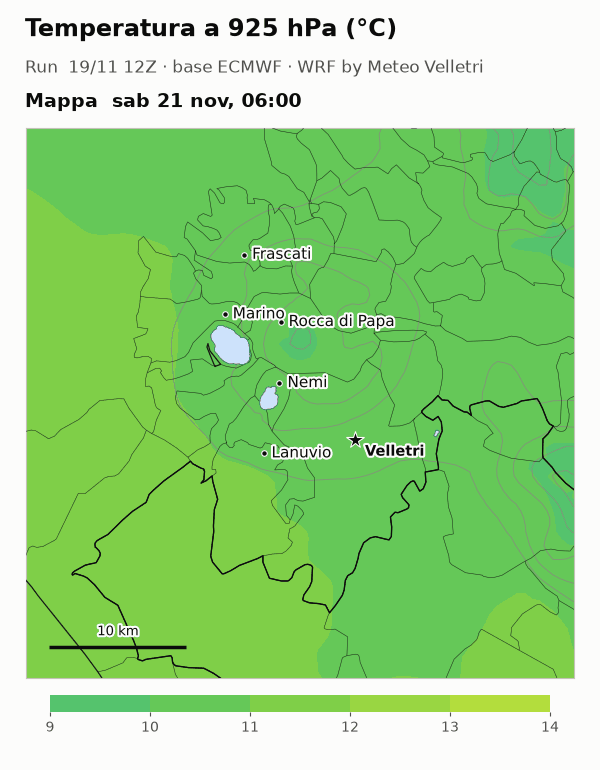 Temperatura a 925 hPa (°C)
Run  19/11 12Z · base ECMWF · WRF by Meteo Velletri
Mappa  sab 21 nov, 06:00
Frascati
Marino
Rocca di Papa
Nemi
Velletri
Lanuvio
10 km
9 10 11 12 13 14